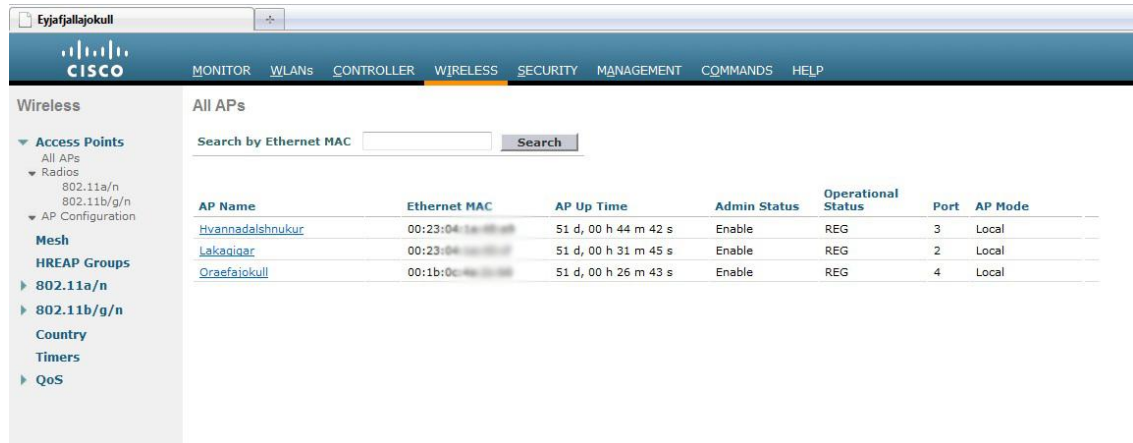 Eyjafjallajokull
CISCO
MONITOR WLANs CONTROLLER WIRELESS SECURITY MANAGEMENT COMMANDS HELP
Wireless
Access Points
All APs
Radios
802.11a/n
802.11b/g/n
AP Configuration
Mesh
HREAP Groups
802.11a/n
802.11b/g/n
Country
Timers
QoS
All APs
Search by Ethernet MAC Search
AP Name Ethernet MAC AP Up Time Admin Status Operational Status Port AP Mode
Hvannadalshnukur 00:23:04: 51 d, 00 h 44 m 42 s Enable REG 3 Local
Lakagigar 00:23:04: 51 d, 00 h 31 m 45 s Enable REG 2 Local
Oraefajokull 00:1b:0c: 51 d, 00 h 26 m 43 s Enable REG 4 Local